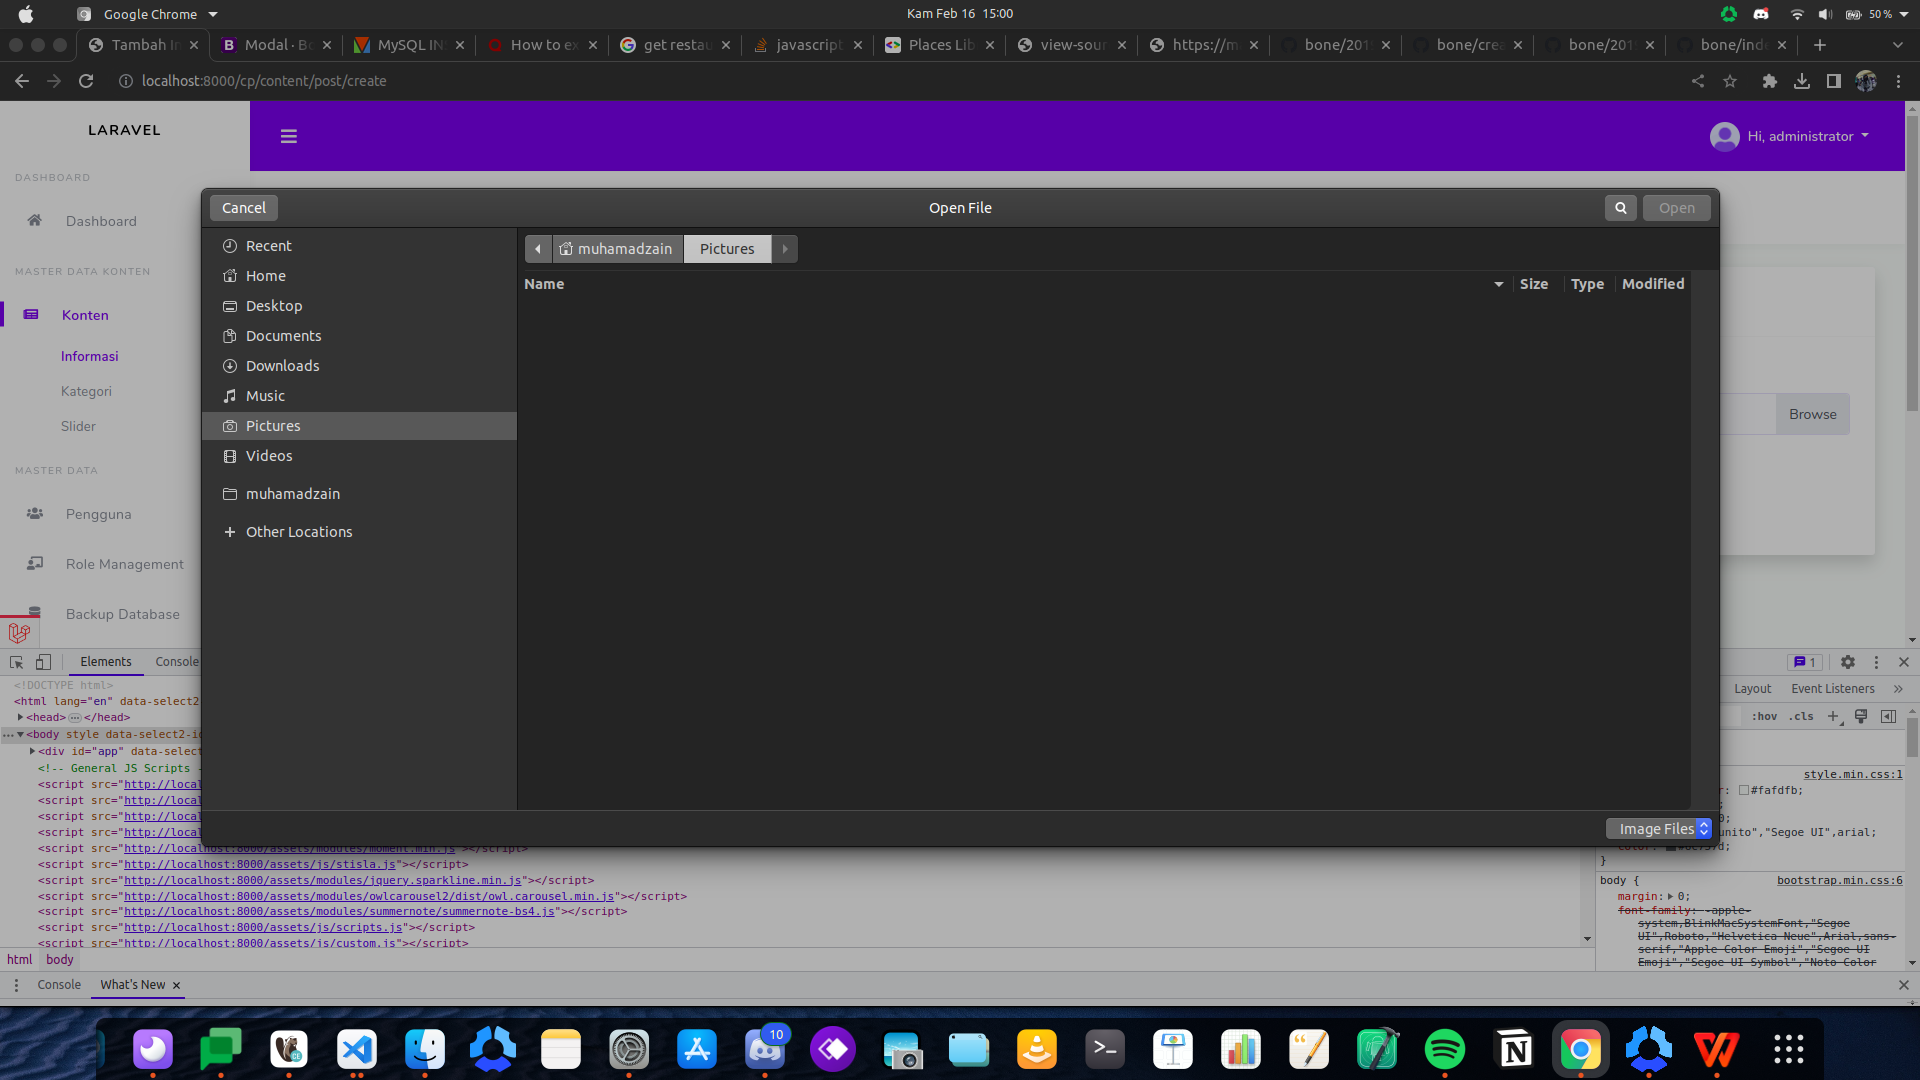 Google Chrome
Kam Feb 16 15:00
50 %
Tambah In
Modal · Bo
MySQL IN
How to ex
get restau
javascript
Places Lib
view-sour
https://m
bone/201
bone/crea
bone/201
bone/inde
localhost:8000/cp/content/post/create
LARAVEL
Hi, administrator
DASHBOARD
Dashboard
MASTER DATA KONTEN
Konten
Informasi
Kategori
Slider
MASTER DATA
Pengguna
Role Management
Backup Database
Cancel
Open File
Open
Recent
Home
Desktop
Documents
Downloads
Music
Pictures
Videos
muhamadzain
Other Locations
muhamadzain
Pictures
Name
Size
Type
Modified
Image Files
Browse
Elements
Console
1
<!DOCTYPE html>
<html lang="en" data-select2
<head>
</head>
<body style data-select2-i
<div id="app" data-select
<!-- General JS Scripts -
<script src="http://local
<script src="http://local
<script src="http://local
<script src="http://local
<script src="http://localhost:8000/assets/modules/moment.min.js"></script>
<script src="http://localhost:8000/assets/js/stisla.js"></script>
<script src="http://localhost:8000/assets/modules/jquery.sparkline.min.js"></script>
<script src="http://localhost:8000/assets/modules/owlcarousel2/dist/owl.carousel.min.js"></script>
<script src="http://localhost:8000/assets/modules/summernote/summernote-bs4.js"></script>
<script src="http://localhost:8000/assets/js/scripts.js"></script>
<script src="http://localhost:8000/assets/js/custom.js"></script>
html
body
Layout
Event Listeners
:hov
.cls
style.min.css:1
#fafdfb;
unito","Segoe UI",arial;
}
body {
bootstrap.min.css:6
margin: 0;
font-family: -apple-
system,BlinkMacSystemFont,"Segoe
UI",Roboto,"Helvetica Neue",Arial,sans-
serif,"Apple Color Emoji","Segoe UI
Emoji","Segoe UI Symbol","Noto Color
Console
What's New
10